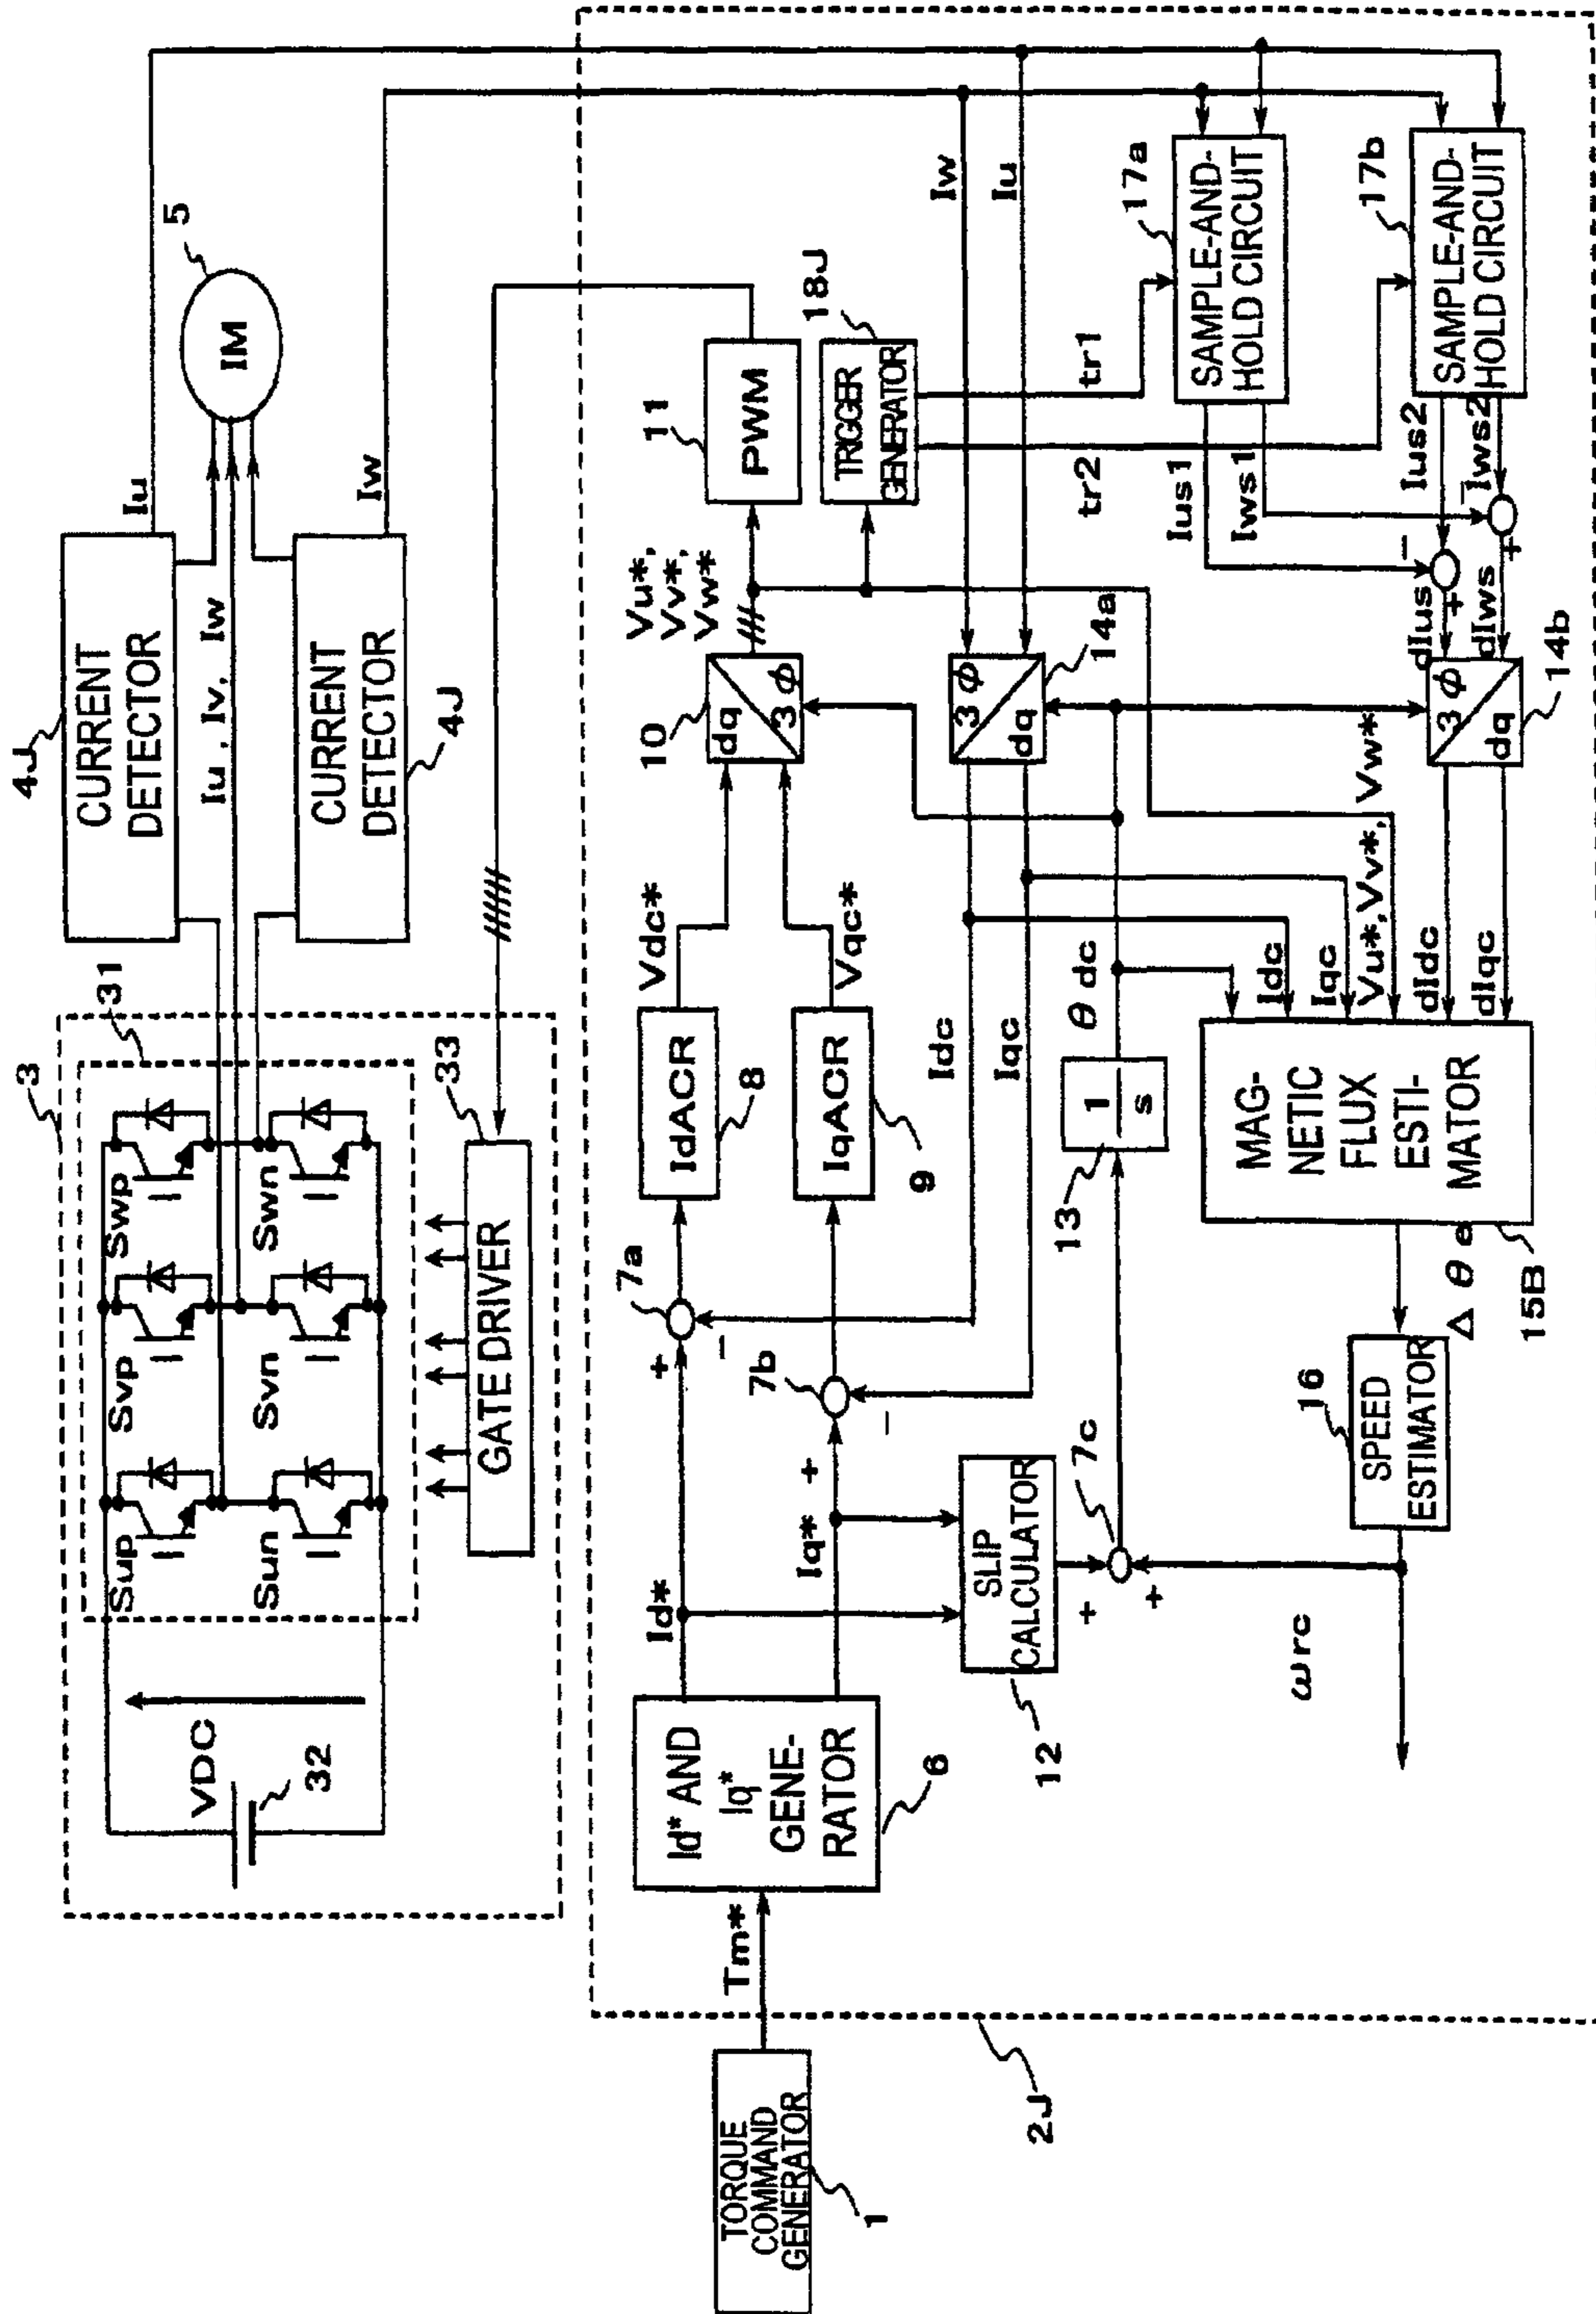 3
31
VDC
32
Sup
Svp
Swp
Sun
Svn
Swn
GATE DRIVER
33
4J
CURRENT
DETECTOR
Iu
Iu , Iv, Iw
CURRENT
DETECTOR
4J
Iw
IM
5
TORQUE
COMMAND
GENERATOR
1
Tm*
2J
Id* AND
Iq*
GENE-
RATOR
6
Id*
Iq*
+
−
7a
+
−
7b
IdACR
8
IqACR
9
Vdc*
Vqc*
10
dq
3 φ
Vu*,
Vv*,
Vw*
11
PWM
18J
TRIGGER
GENERATOR
SLIP
CALCULATOR
12
+
+
7c
13
1
s
θ dc
Idc
Iqc
3 φ
dq
14a
Iw
Iu
tr1
tr2
17a
SAMPLE-AND-
HOLD CIRCUIT
Ius1
Iws1
17b
SAMPLE-AND-
HOLD CIRCUIT
Ius2
Iws2
−
+
−
+
dIus
dIws
3 φ
dq
14b
Idc
Iqc
Vu*,Vv*, Vw*
dIdc
dIqc
MAG-
NETIC
FLUX
ESTI-
MATOR
15B
Δ θ e
16
SPEED
ESTIMATOR
ωrc